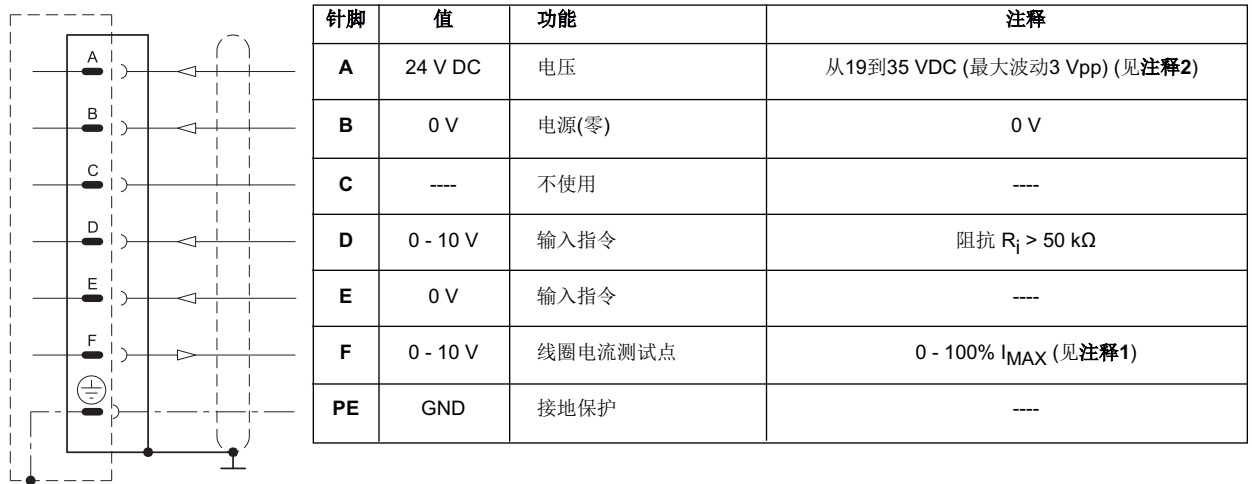 A
B
C
D
E
F
针脚 值 功能 注释
A 24 V DC 电压 从19到35 VDC (最大波动3 Vpp) (见注释2)
B 0 V 电源(零) 0 V
C ---- 不使用 ----
D 0 - 10 V 输入指令 阻抗 Ri > 50 kΩ
E 0 V 输入指令 ----
F 0 - 10 V 线圈电流测试点 0 - 100% IMAX (见注释1)
PE GND 接地保护 ----